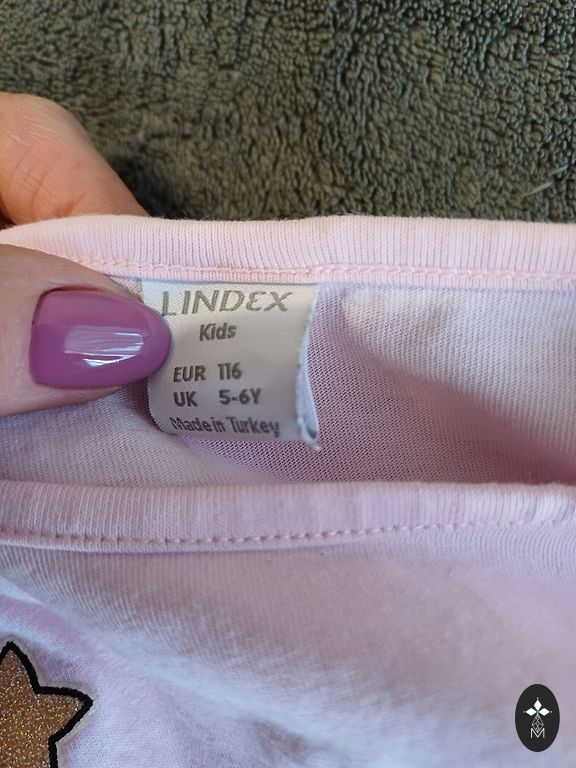 LINDEX
Kids
EUR 116
UK 5-6Y
Made in Turkey